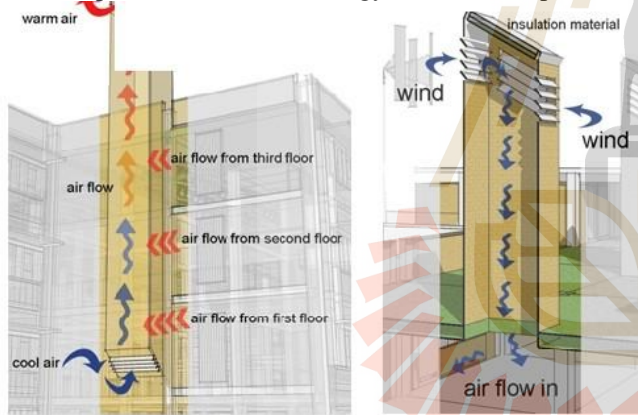 warm air
air flow from third floor
air flow
air flow from second floor
air flow from first floor
cool air
insulation material
wind
wind
air flow in